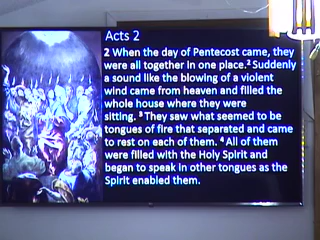 Acts 2
2 When the day of Pentecost came, they
were all together in one place.2 Suddenly
a sound like the blowing of a violent
wind came from heaven and filled the
whole house where they were
sitting. 3 They saw what seemed to be
tongues of fire that separated and came
to rest on each of them. 4 All of them
were filled with the Holy Spirit and
began to speak in other tongues as the
Spirit enabled them.